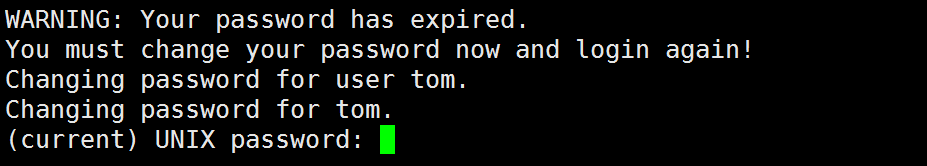 WARNING: Your password has expired.
You must change your password now and login again!
Changing password for user tom.
Changing password for tom.
(current) UNIX password: